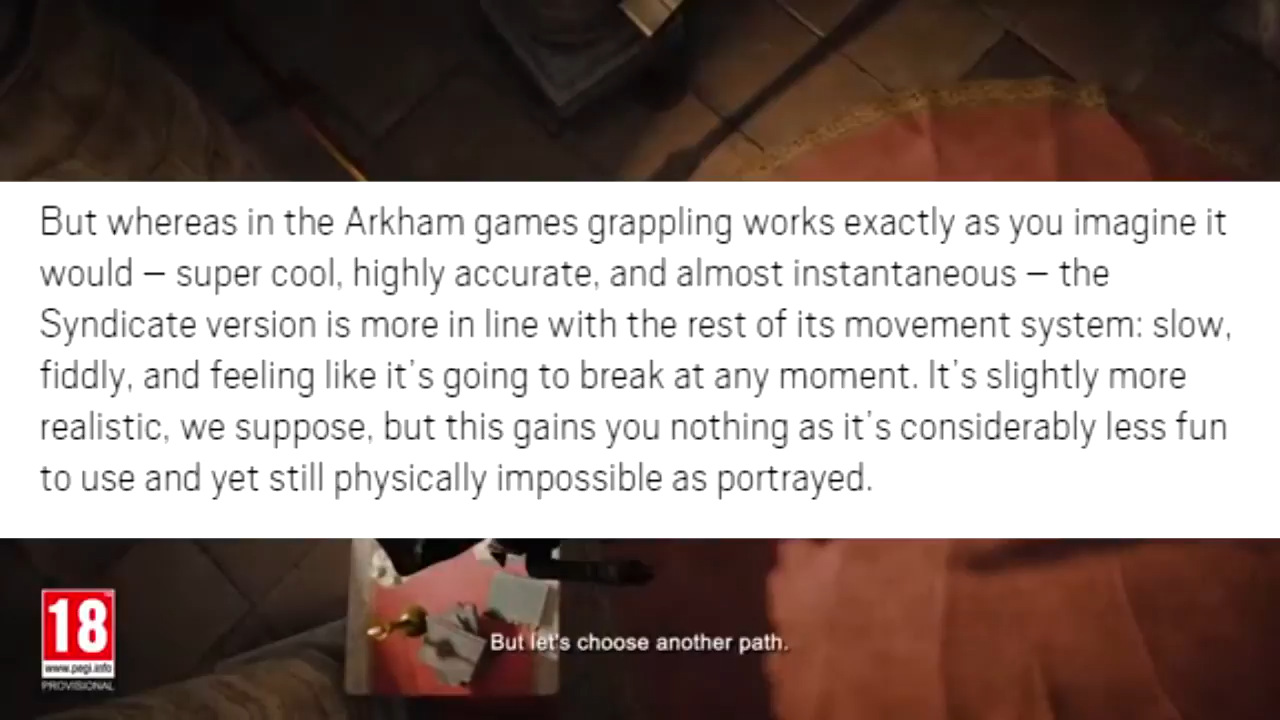 But whereas in the Arkham games grappling works exactly as you imagine it
would – super cool, highly accurate, and almost instantaneous – the
Syndicate version is more in line with the rest of its movement system: slow,
fiddly, and feeling like it's going to break at any moment. It's slightly more
realistic, we suppose, but this gains you nothing as it's considerably less fun
to use and yet still physically impossible as portrayed.
18
www.pegi.info
PROVISIONAL
But let's choose another path.